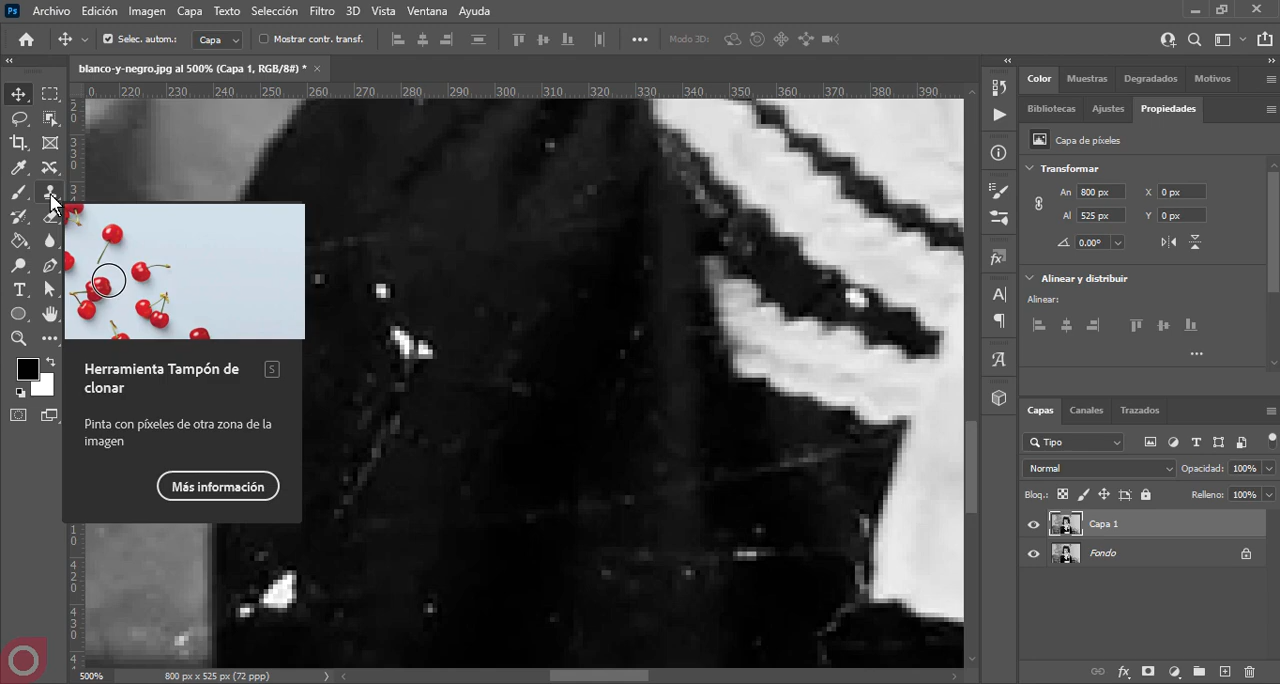 Ps Archivo Edición Imagen Capa Texto Selección Filtro 3D Vista Ventana Ayuda
Selec. autom.: Capa Mostrar contr. transf. Modo 3D:
blanco-y-negro.jpg al 500% (Capa 1, RGB/8#) * ×
Color Muestras Degradados Motivos
0 220 230 240 250 260 270 280 290 300 310 320 330 340 350 360 370 380 390
Bibliotecas Ajustes Propiedades
Capa de píxeles
Transformar
An 800 px X 0 px
Al 525 px Y 0 px
0.00º
Alinear y distribuir
Alinear:
Herramienta Tampón de S
clonar
Pinta con píxeles de otra zona de la
imagen
Más información
Capas Canales Trazados
Tipo
Normal Opacidad: 100%
Bloq.: Relleno: 100%
Capa 1
Fondo
500% 800 px x 525 px (72 ppp)